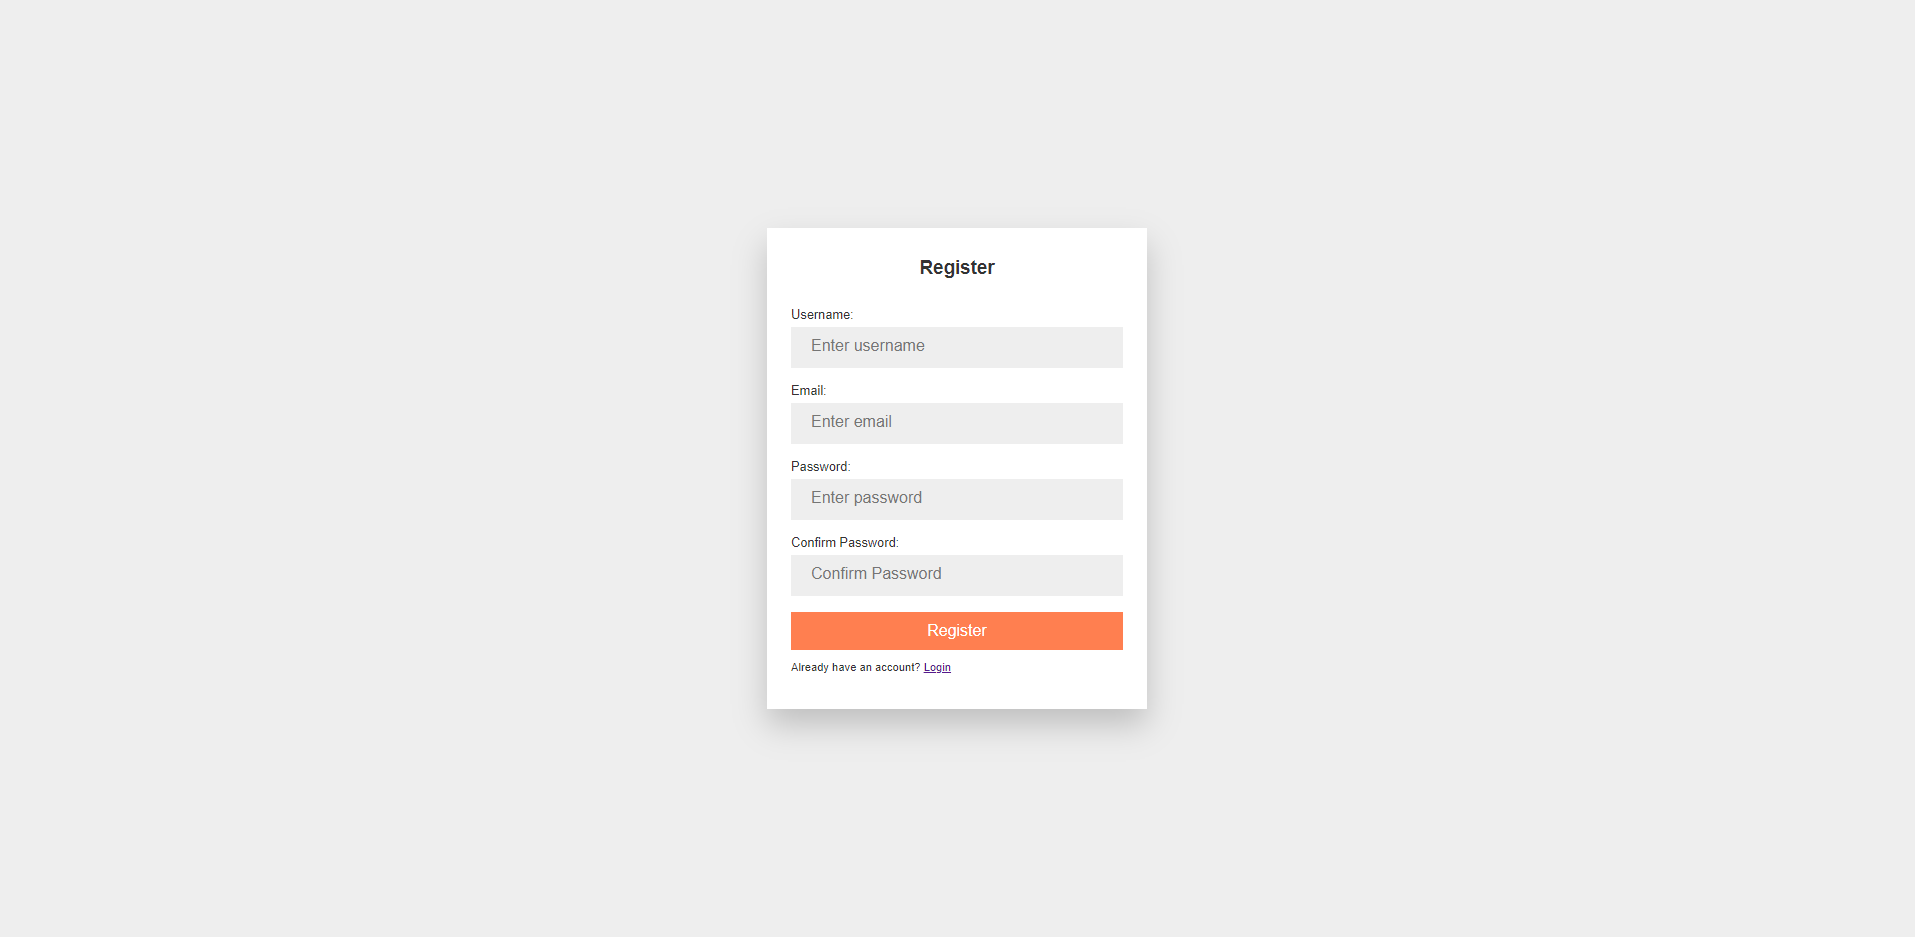 Register
Username:
Enter username
Email:
Enter email
Password:
Enter password
Confirm Password:
Confirm Password
Register
Already have an account? Login